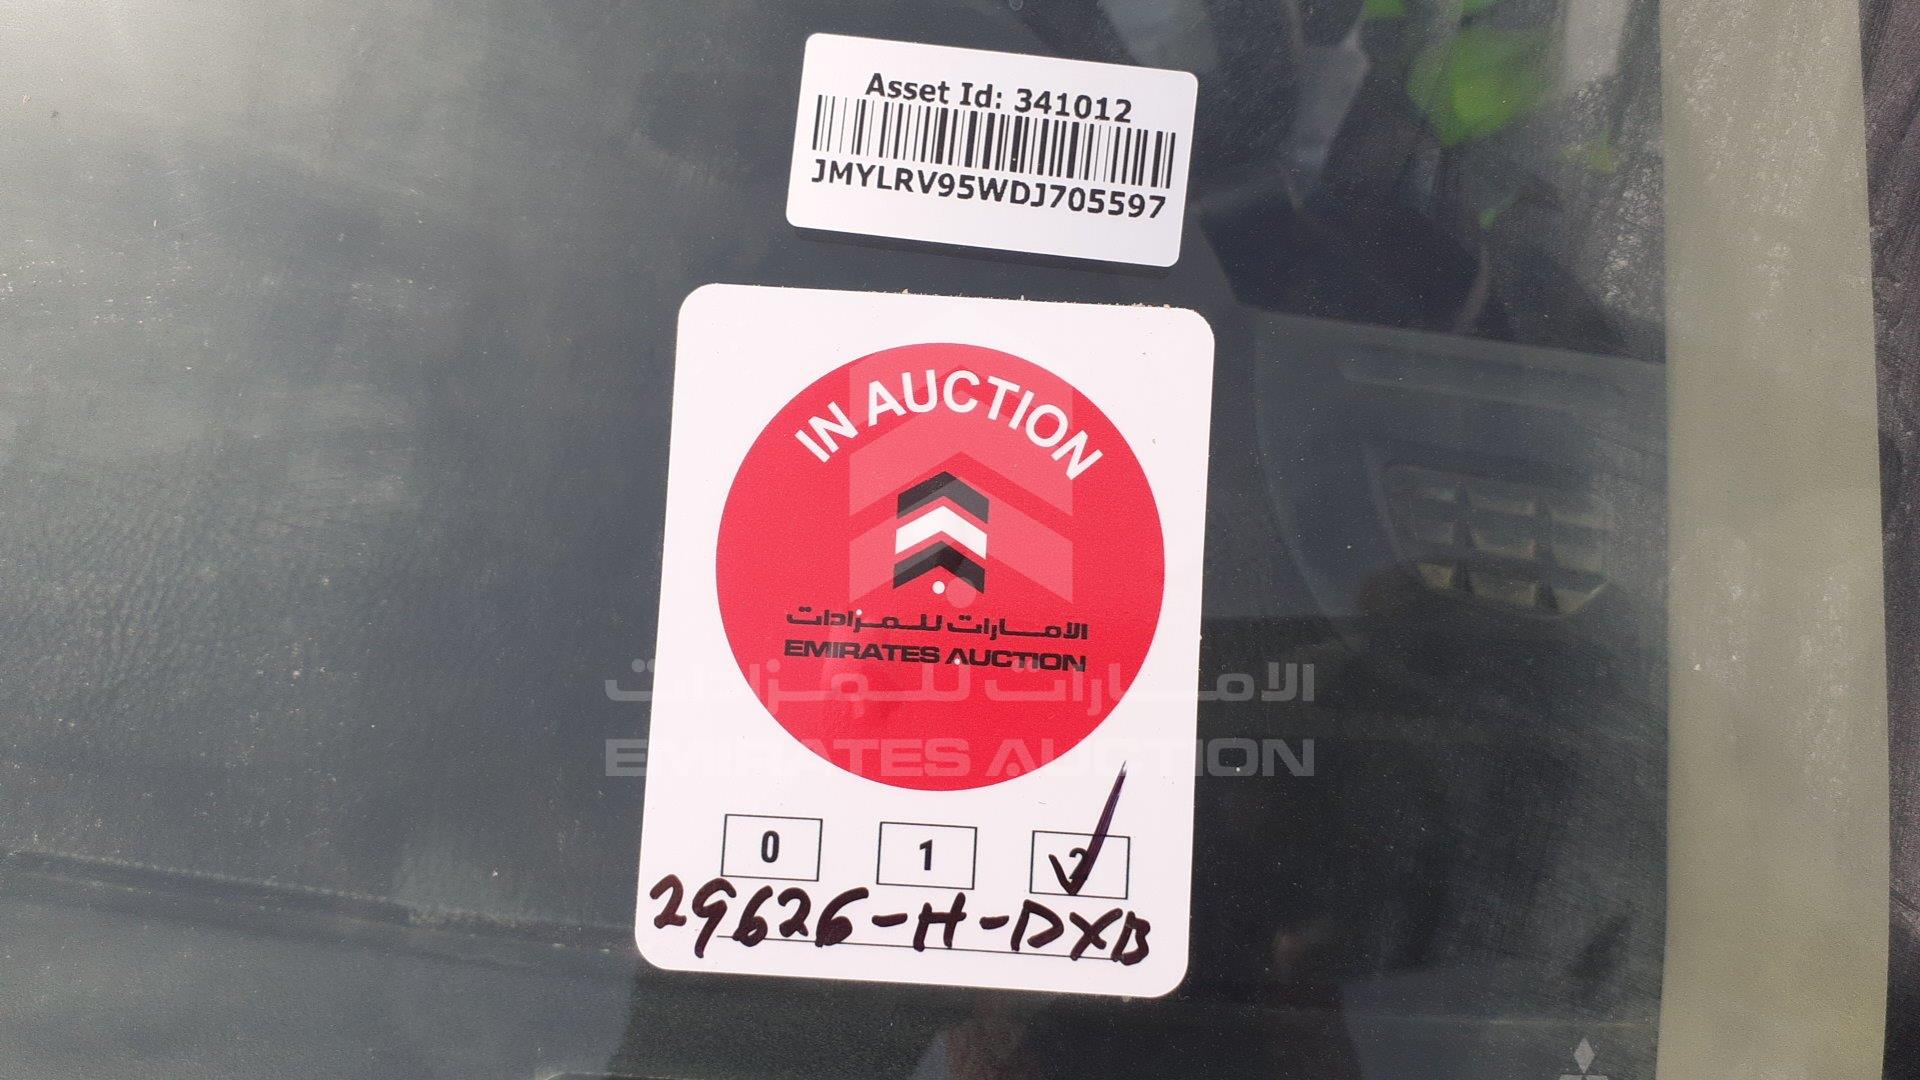 Asset Id: 341012
JMYLRV95WDJ705597
IN AUCTION
الامارات للمزادات
EMIRATES AUCTION
الامارات للمزادات
EMIRATES AUCTION
0 1 2
29626-H-DXB